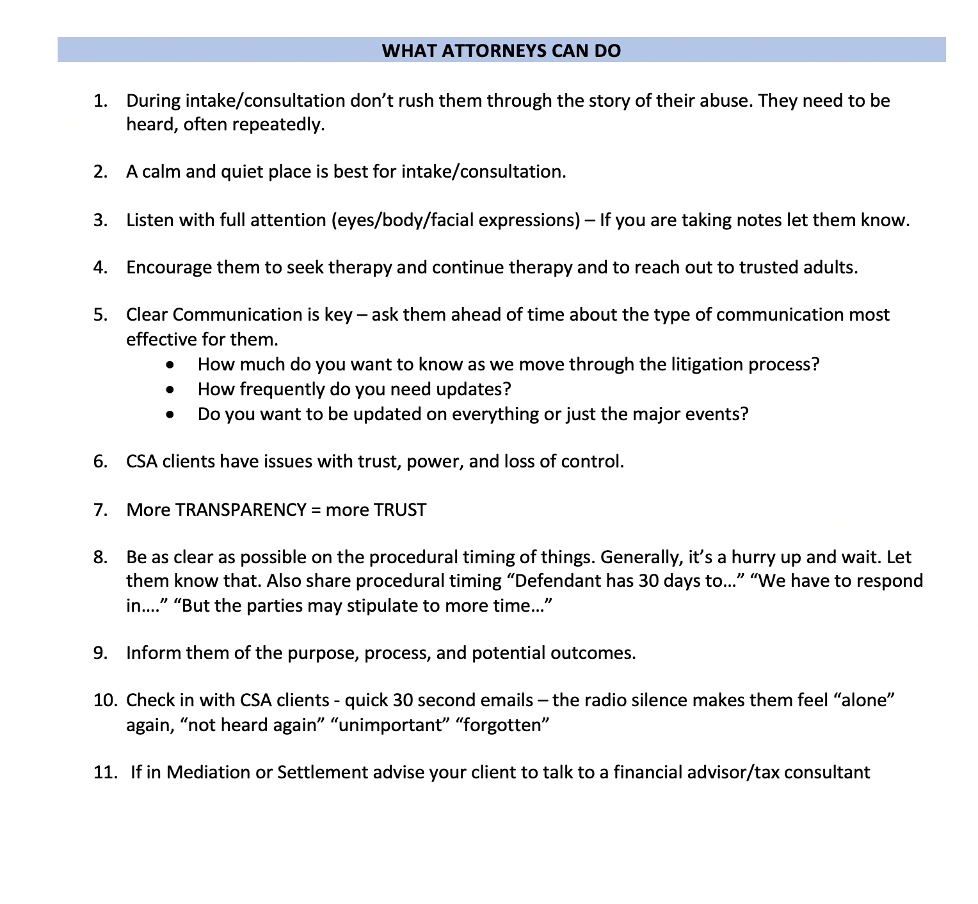 WHAT ATTORNEYS CAN DO
1. During intake/consultation don’t rush them through the story of their abuse. They need to be
heard, often repeatedly.
2. A calm and quiet place is best for intake/consultation.
3. Listen with full attention (eyes/body/facial expressions) – If you are taking notes let them know.
4. Encourage them to seek therapy and continue therapy and to reach out to trusted adults.
5. Clear Communication is key – ask them ahead of time about the type of communication most
effective for them.
• How much do you want to know as we move through the litigation process?
• How frequently do you need updates?
• Do you want to be updated on everything or just the major events?
6. CSA clients have issues with trust, power, and loss of control.
7. More TRANSPARENCY = more TRUST
8. Be as clear as possible on the procedural timing of things. Generally, it’s a hurry up and wait. Let
them know that. Also share procedural timing “Defendant has 30 days to…” “We have to respond
in….” “But the parties may stipulate to more time…”
9. Inform them of the purpose, process, and potential outcomes.
10. Check in with CSA clients - quick 30 second emails – the radio silence makes them feel “alone”
again, “not heard again” “unimportant” “forgotten”
11. If in Mediation or Settlement advise your client to talk to a financial advisor/tax consultant